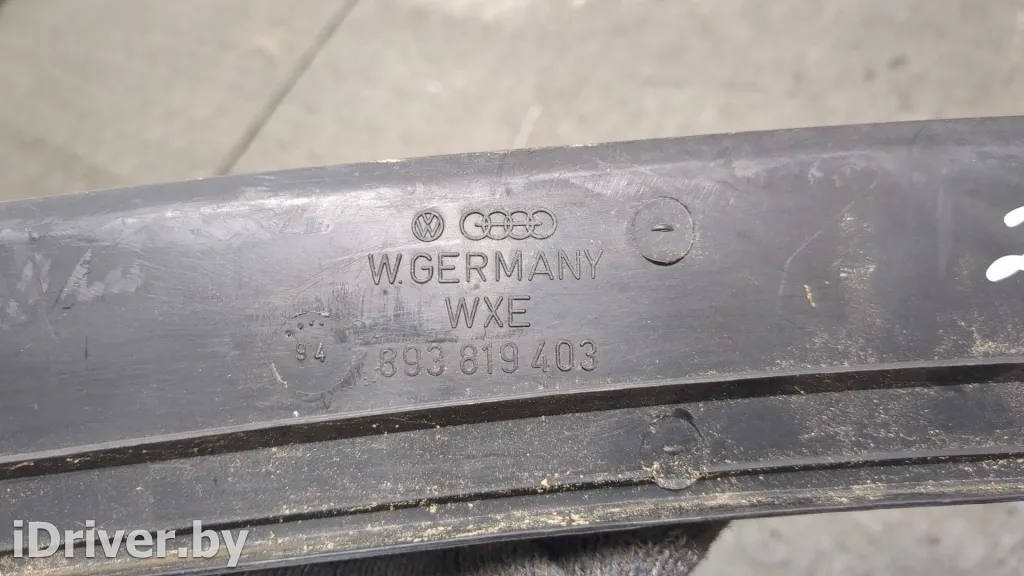 W.GERMANY
WXE
94
893 819 403
iDriver.by